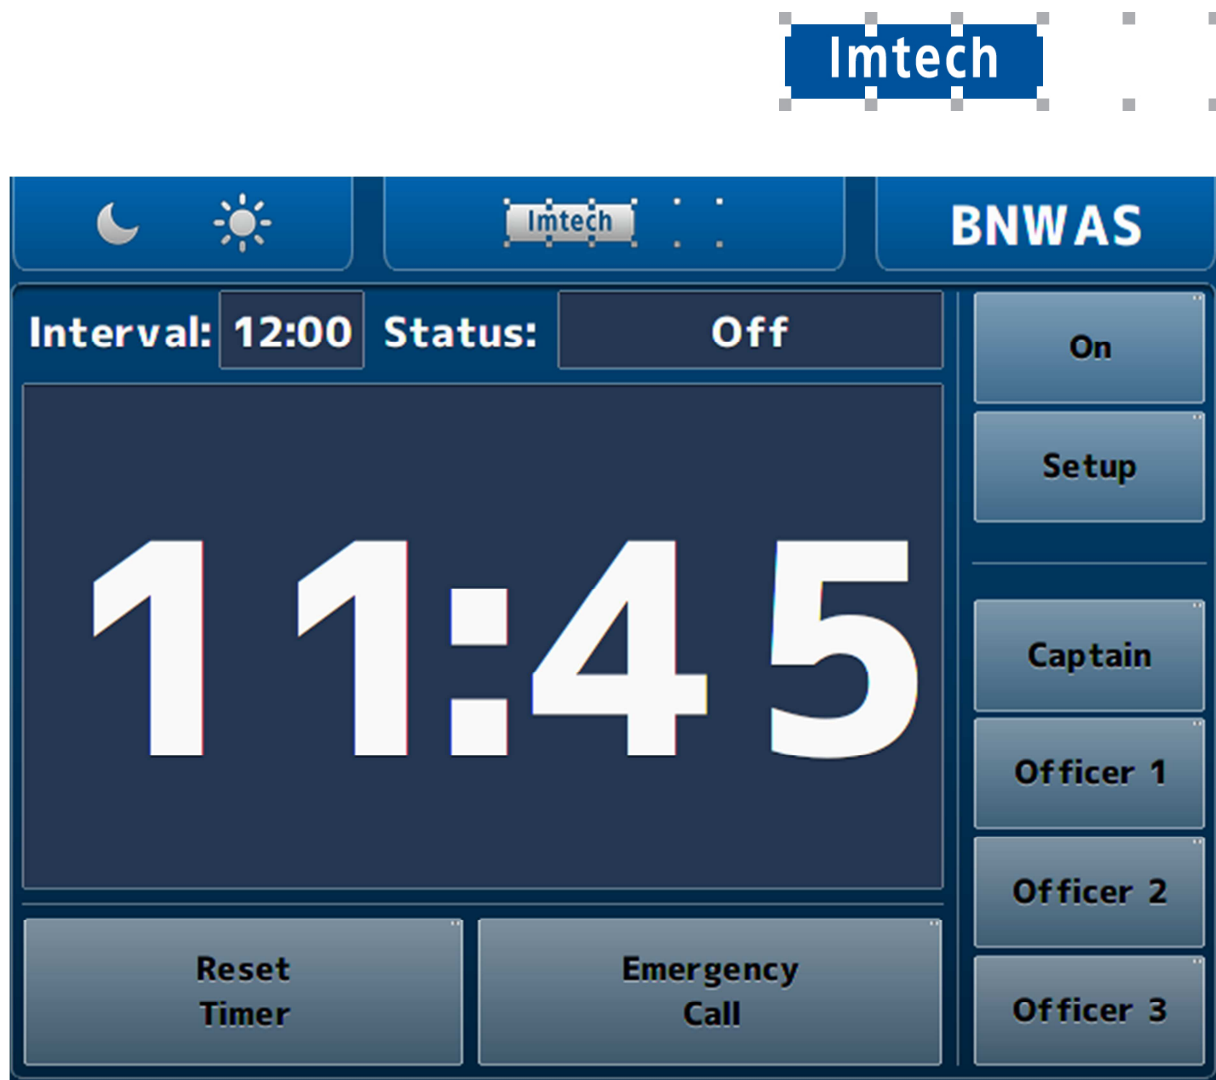 Imtech
Imtech
BNWAS
Interval: 12:00 Status: Off
On
Setup
11:45
Captain
Officer 1
Officer 2
Officer 3
Reset
Timer
Emergency
Call